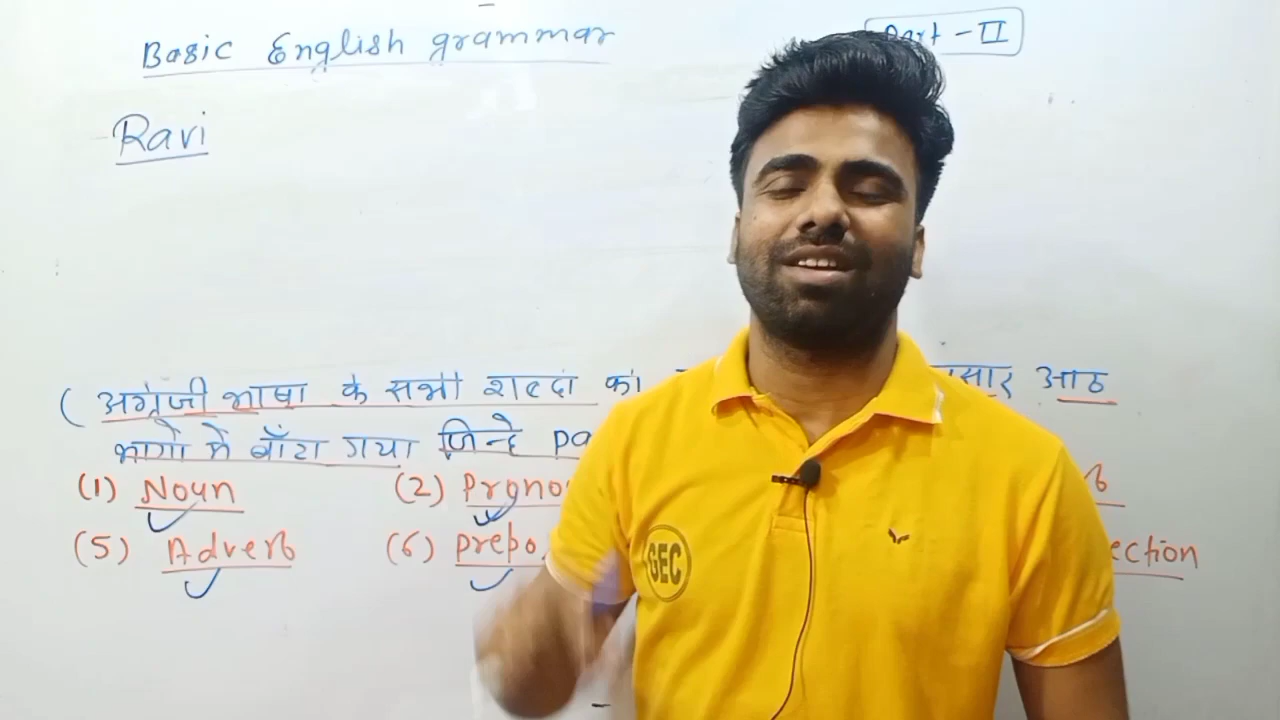 Basic English grammar
Part - II
Ravi
( अंग्रेजी भाषा के सभी शब्दों को सार आठ
भागों में बाँटा गया जिन्हे pa
(1) Noun (2) Prono
(5) Adverb (6) prepo ection
GEC